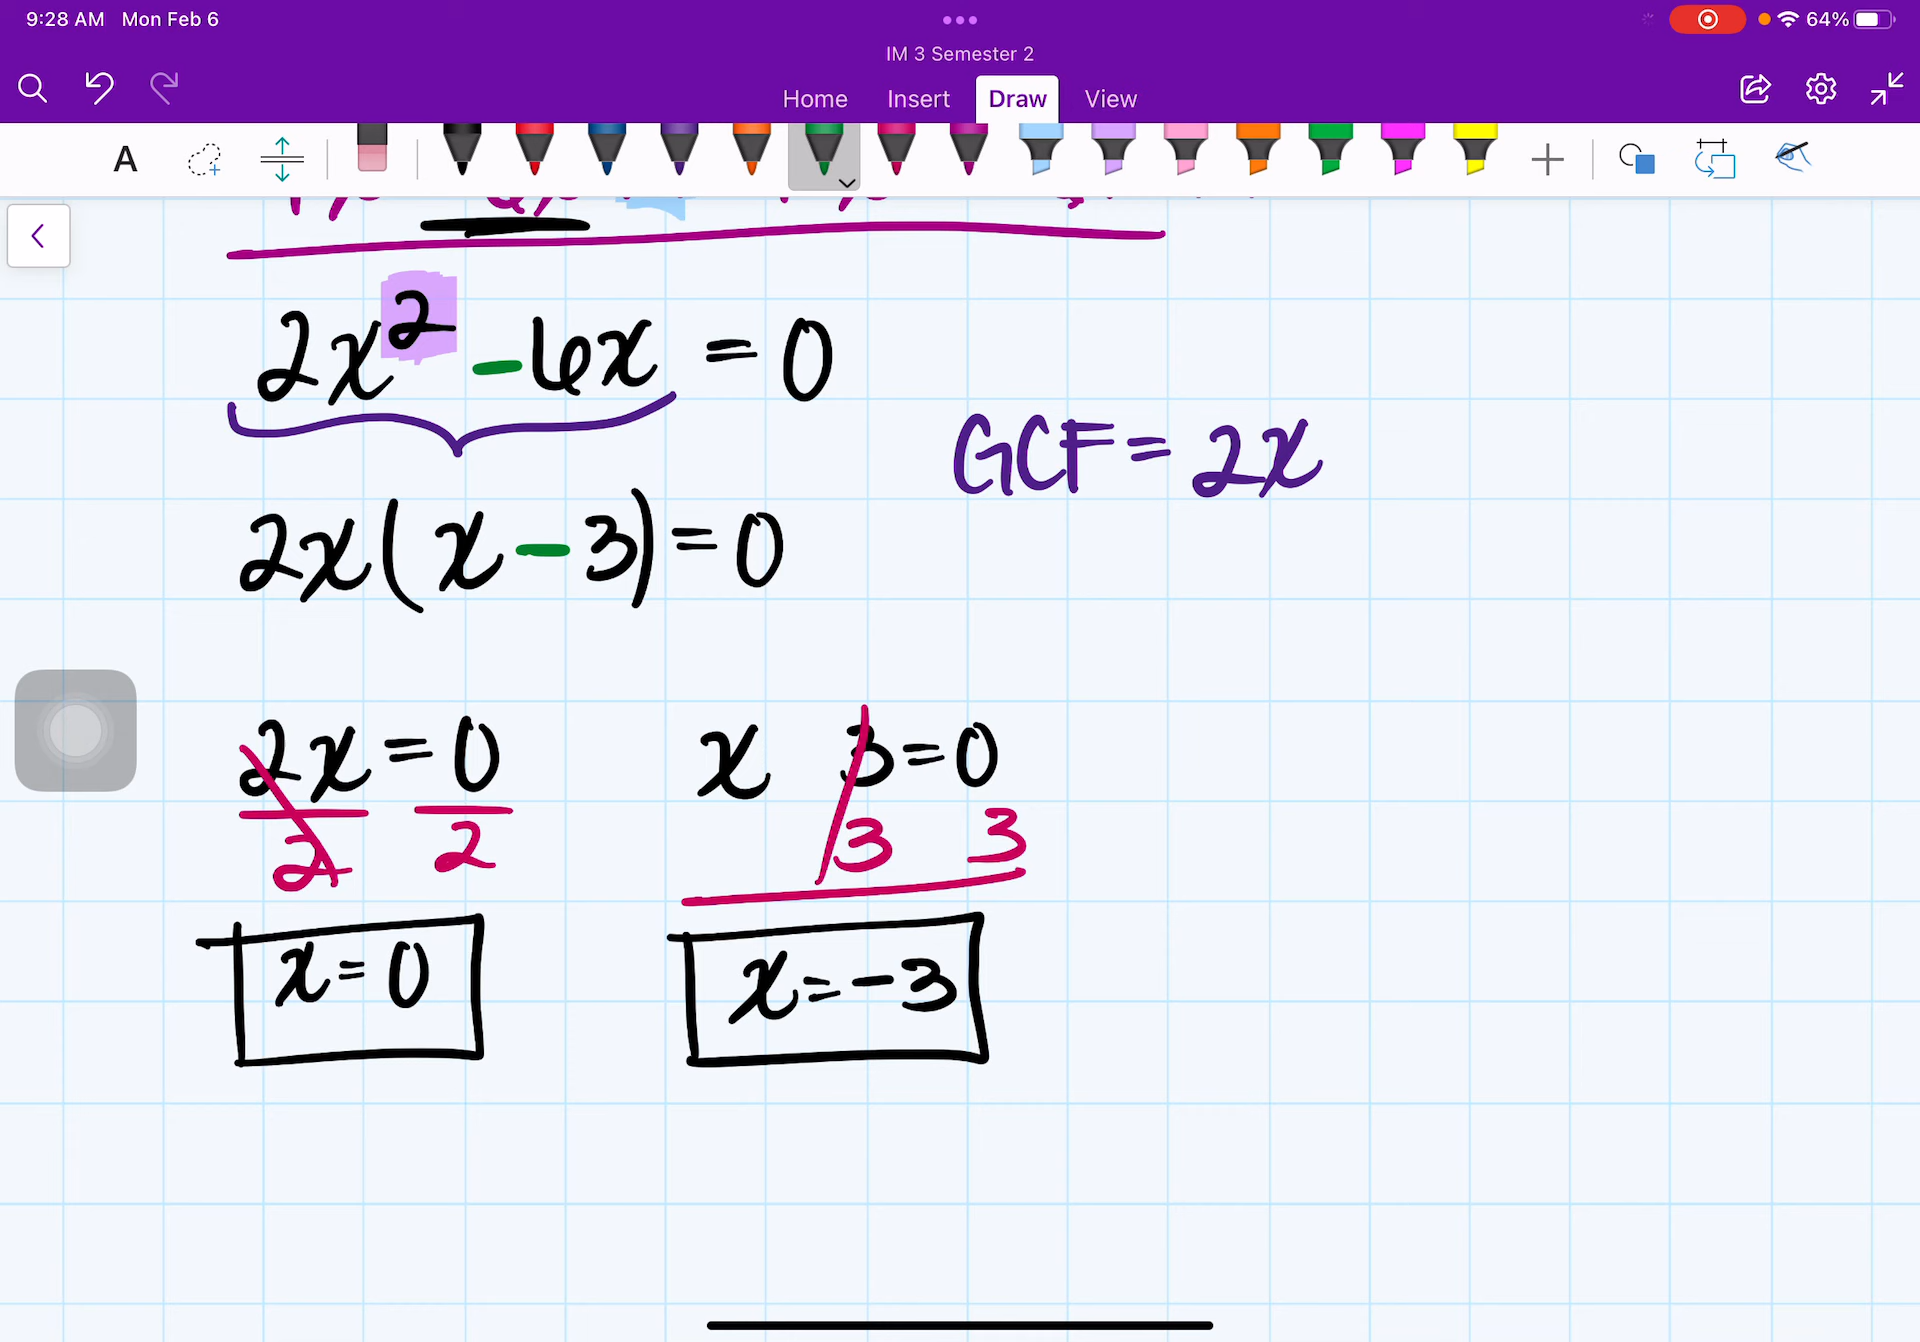 9:28 AM Mon Feb 6
64%
IM 3 Semester 2
Home Insert Draw View
A
2x² - 6x = 0
GCF = 2x
2x(x - 3) = 0
2x = 0 x 3 = 0
2 2 3 3
x = 0 x = -3